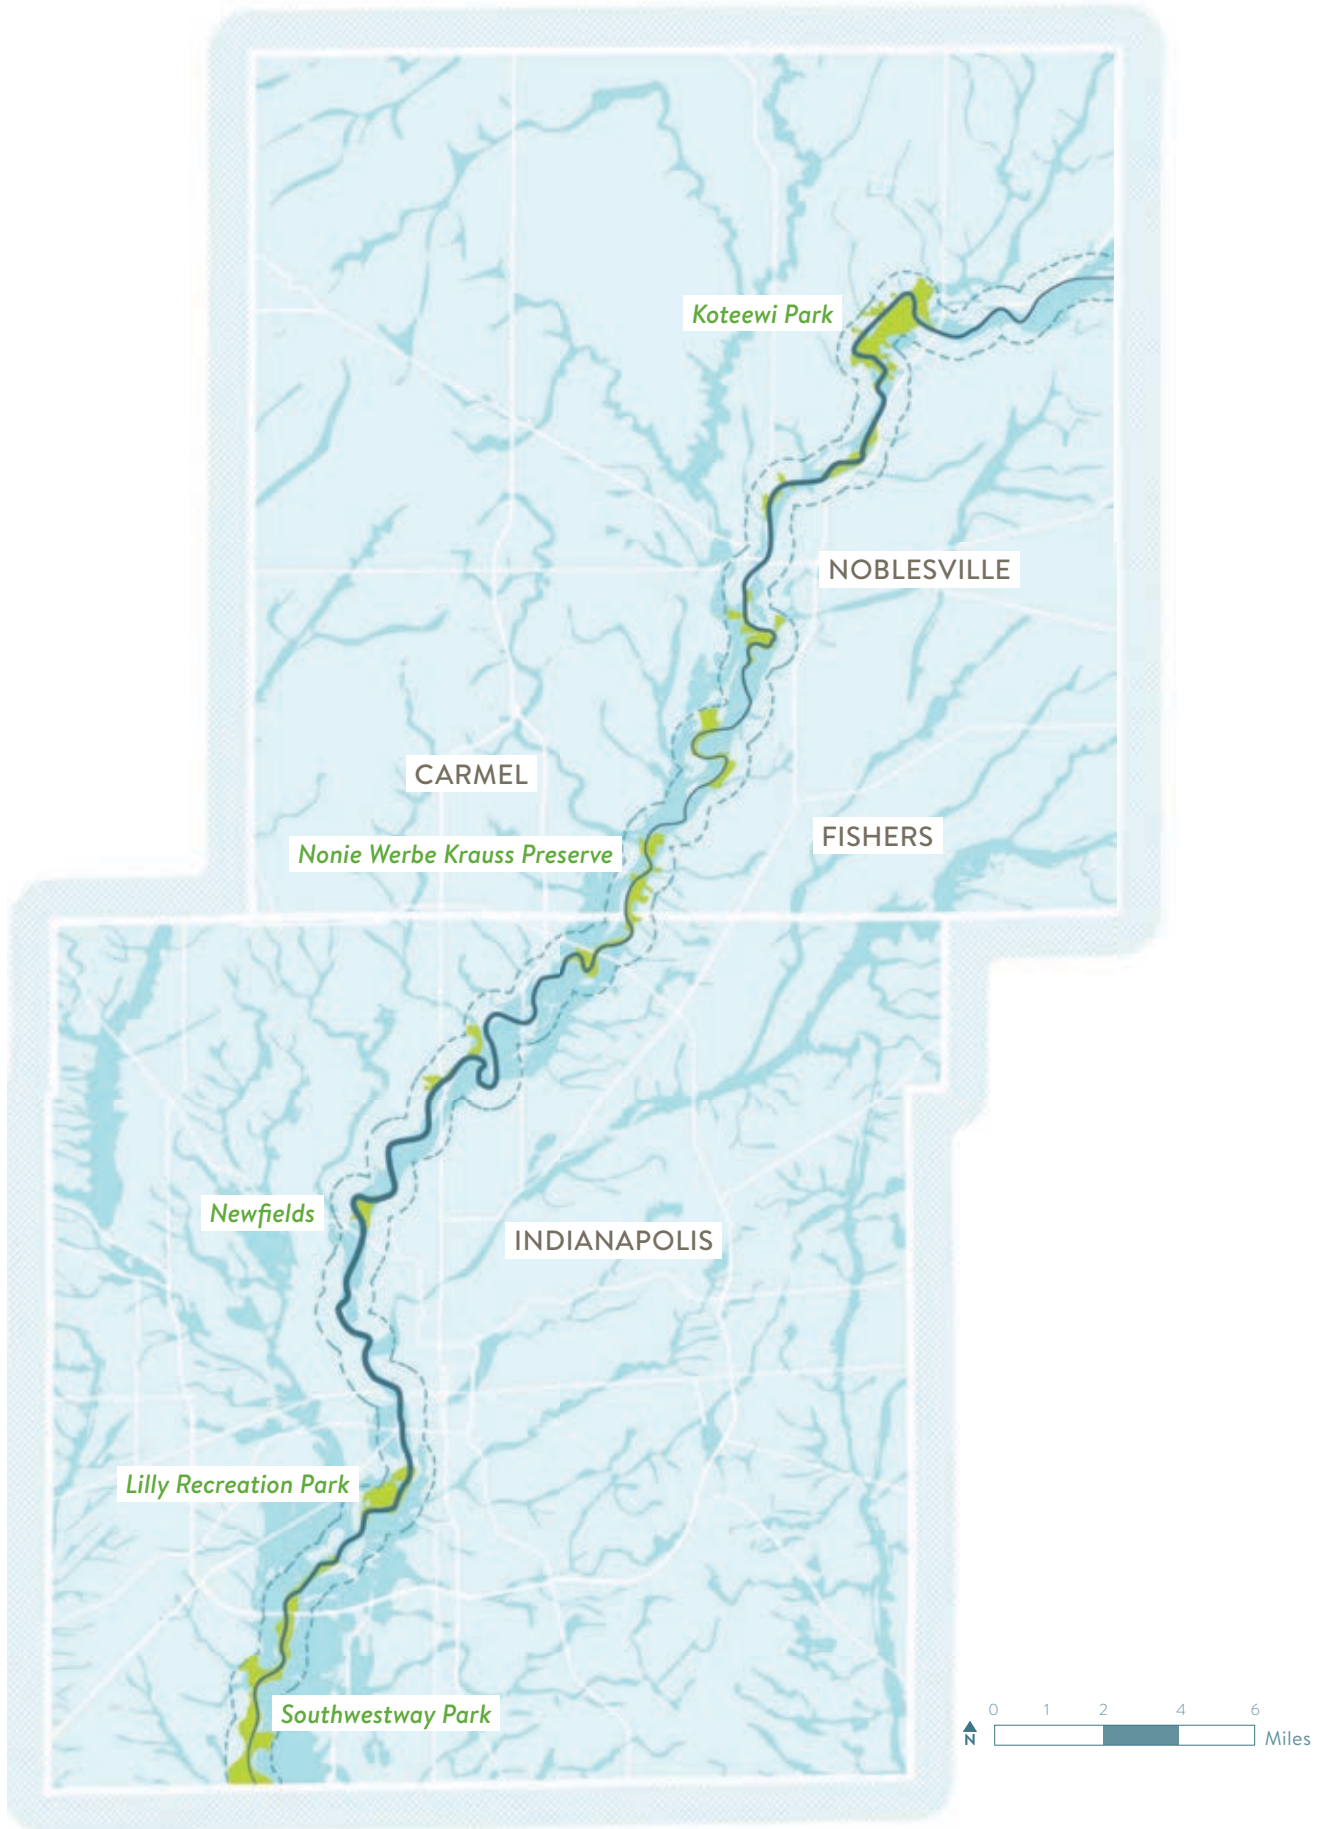 Koteewi Park
NOBLESVILLE
CARMEL
FISHERS
Nonie Werbe Krauss Preserve
Newfields
INDIANAPOLIS
Lilly Recreation Park
Southwestway Park
0 1 2 4 6
N
Miles